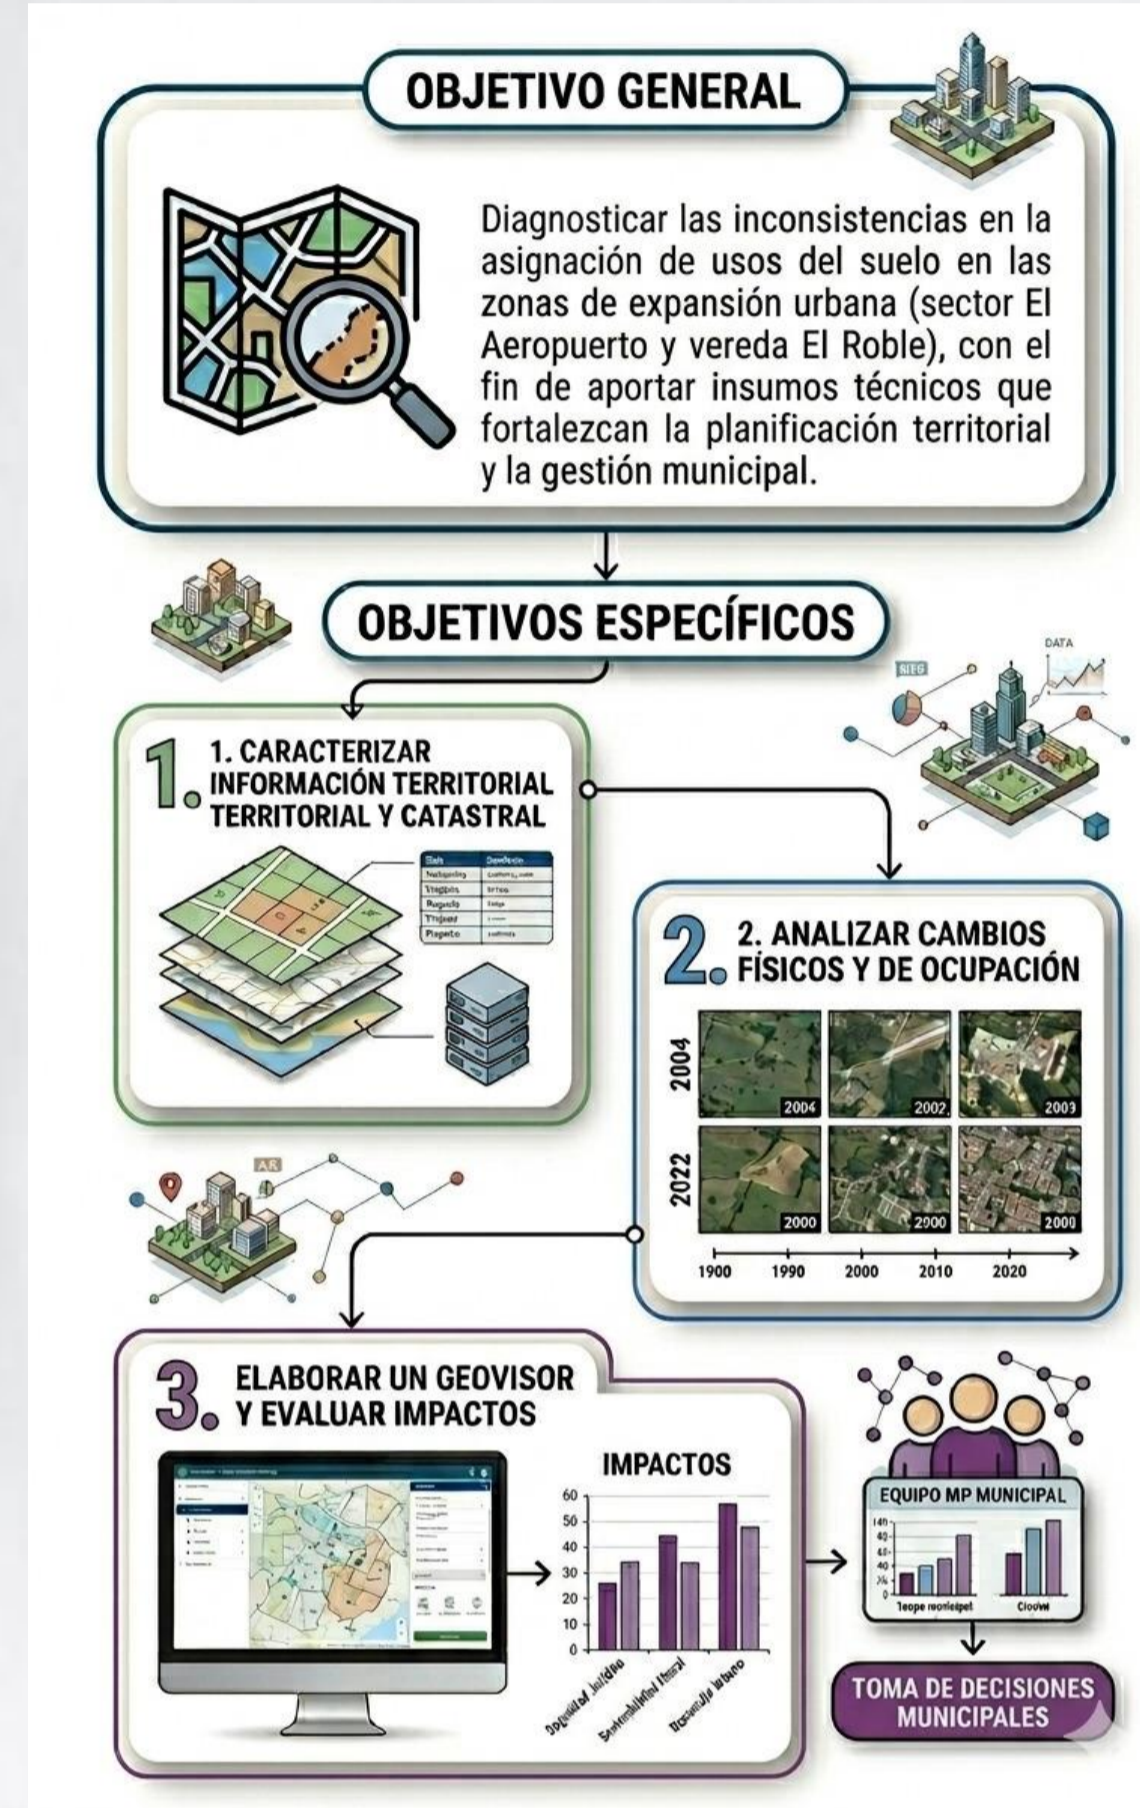 OBJETIVO GENERAL
Diagnosticar las inconsistencias en la
asignación de usos del suelo en las
zonas de expansión urbana (sector El
Aeropuerto y vereda El Roble), con el
fin de aportar insumos técnicos que
fortalezcan la planificación territorial
y la gestión municipal.
OBJETIVOS ESPECÍFICOS
DATA
1.
1. CARACTERIZAR
INFORMACIÓN TERRITORIAL
TERRITORIAL Y CATASTRAL
2.
2. ANALIZAR CAMBIOS
FÍSICOS Y DE OCUPACIÓN
2004
2004
2002
2003
2022
2000
2900
2000
1900 1990 2000 2010 2020
AR
3.
ELABORAR UN GEOVISOR
Y EVALUAR IMPACTOS
IMPACTOS
60
50
40
30
20
10
0
EQUIPO MP MUNICIPAL
TOMA DE DECISIONES
MUNICIPALES